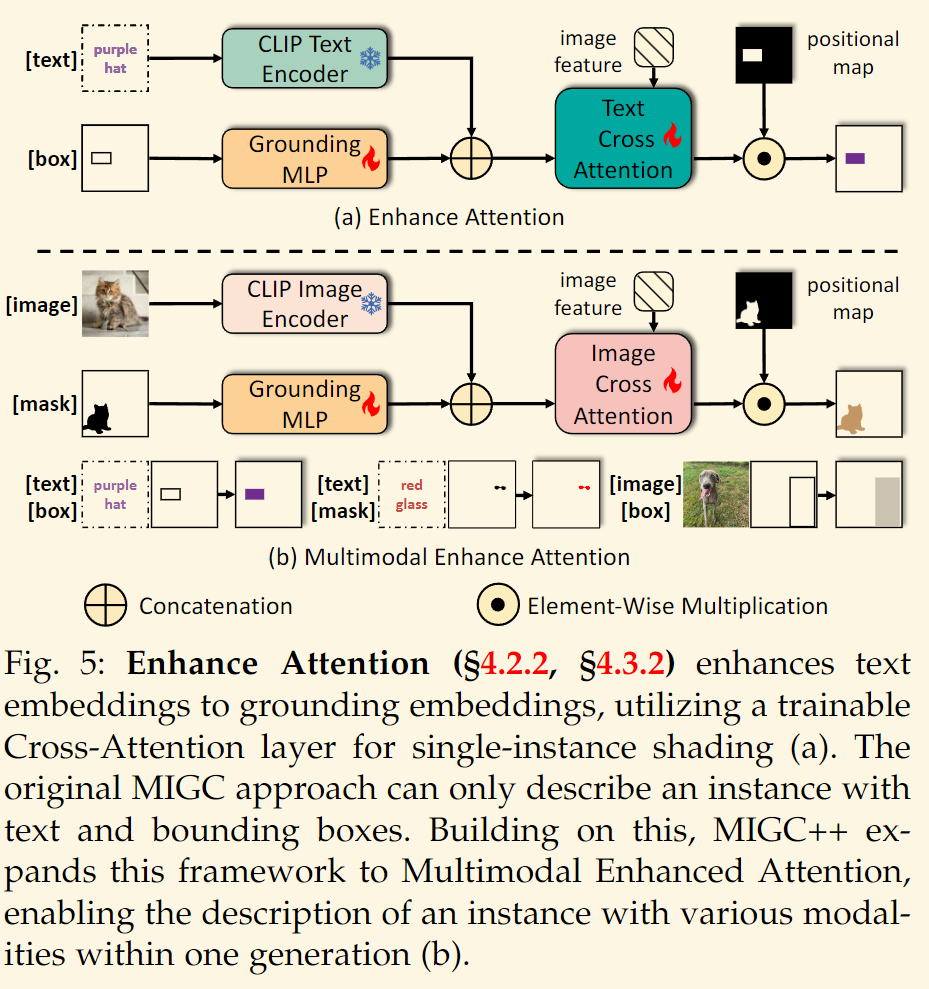 [text]
purple
hat
CLIP Text
Encoder
image
feature
positional
map
Text
Cross
Attention
[box]
Grounding
MLP
(a) Enhance Attention
[image]
CLIP Image
Encoder
image
feature
positional
map
Image
Cross
Attention
[mask]
Grounding
MLP
[text]
[box]
purple
hat
[text]
[mask]
red
glass
[image]
[box]
(b) Multimodal Enhance Attention
Concatenation
Element-Wise Multiplication
Fig. 5: Enhance Attention (§4.2.2, §4.3.2) enhances text
embeddings to grounding embeddings, utilizing a trainable
Cross-Attention layer for single-instance shading (a). The
original MIGC approach can only describe an instance with
text and bounding boxes. Building on this, MIGC++ ex-
pands this framework to Multimodal Enhanced Attention,
enabling the description of an instance with various modal-
ities within one generation (b).